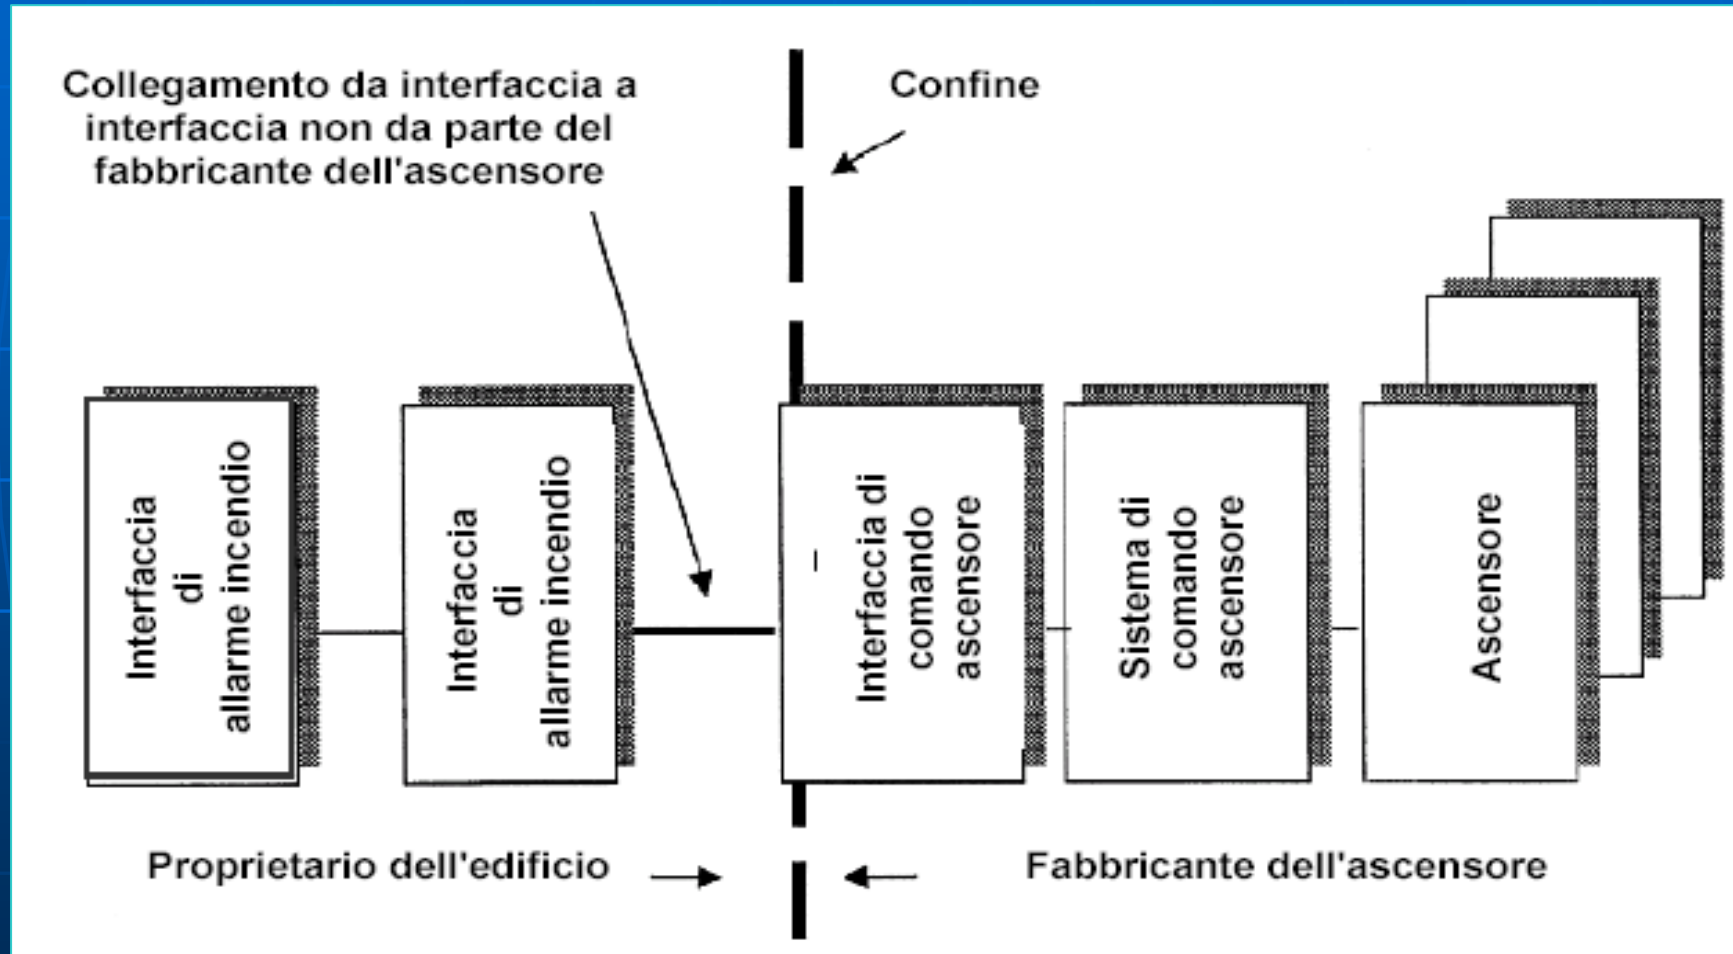 Collegamento da interfaccia a
interfaccia non da parte del
fabbricante dell'ascensore
Confine
Interfaccia
di
allarme incendio
Interfaccia
di
allarme incendio
Interfaccia di
comando
ascensore
Sistema di
comando
ascensore
Ascensore
Proprietario dell'edificio
Fabbricante dell'ascensore